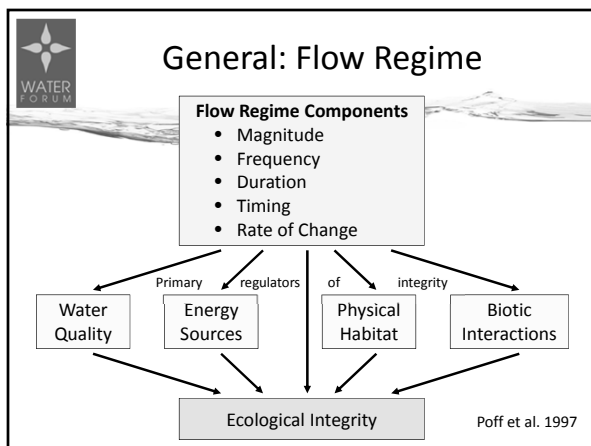 WATER
FORUM
General: Flow Regime
Flow Regime Components
• Magnitude
• Frequency
• Duration
• Timing
• Rate of Change
Primary regulators of integrity
Water
Quality
Energy
Sources
Physical
Habitat
Biotic
Interactions
Ecological Integrity
Poff et al. 1997